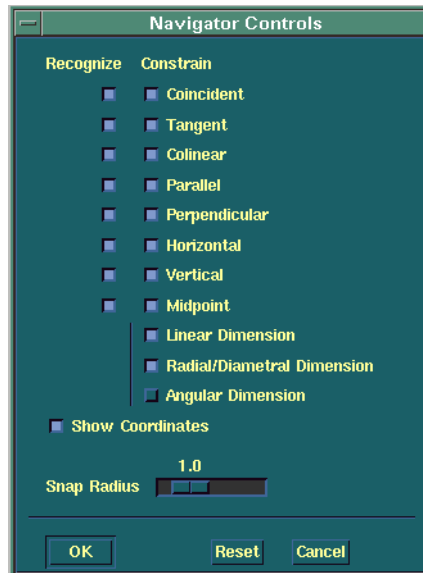 Navigator Controls
Recognize Constrain
Coincident
Tangent
Colinear
Parallel
Perpendicular
Horizontal
Vertical
Midpoint
Linear Dimension
Radial/Diametral Dimension
Angular Dimension
Show Coordinates
1.0
Snap Radius
OK Reset Cancel